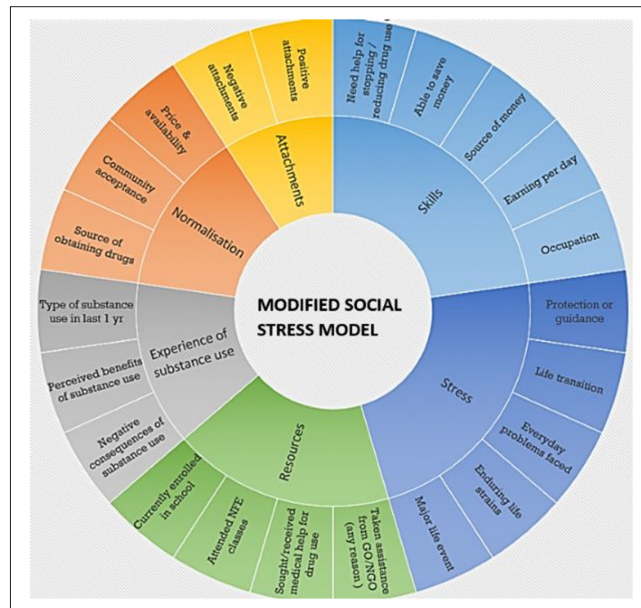 MODIFIED SOCIAL
STRESS MODEL
Attachments
Negative
attachments
Positive
attachments
Skills
Need help for
stopping /
reducing drug use
Able to save
money
Source of money
Earning per day
Occupation
Stress
Protection or
guidance
Life transition
Everyday
problems faced
Enduring life
strains
Major life event
Resources
Taken assistance
from GO/NGO
(any reason )
Sought/received
medical help for
drug use
Attended NFE
classes
Currently enrolled
in school
Experience of
substance use
Negative
consequences of
substance use
Perceived benefits
of substance use
Type of substance
use in last 1 yr
Normalisation
Source of
obtaining drugs
Community
acceptance
Price &
availability